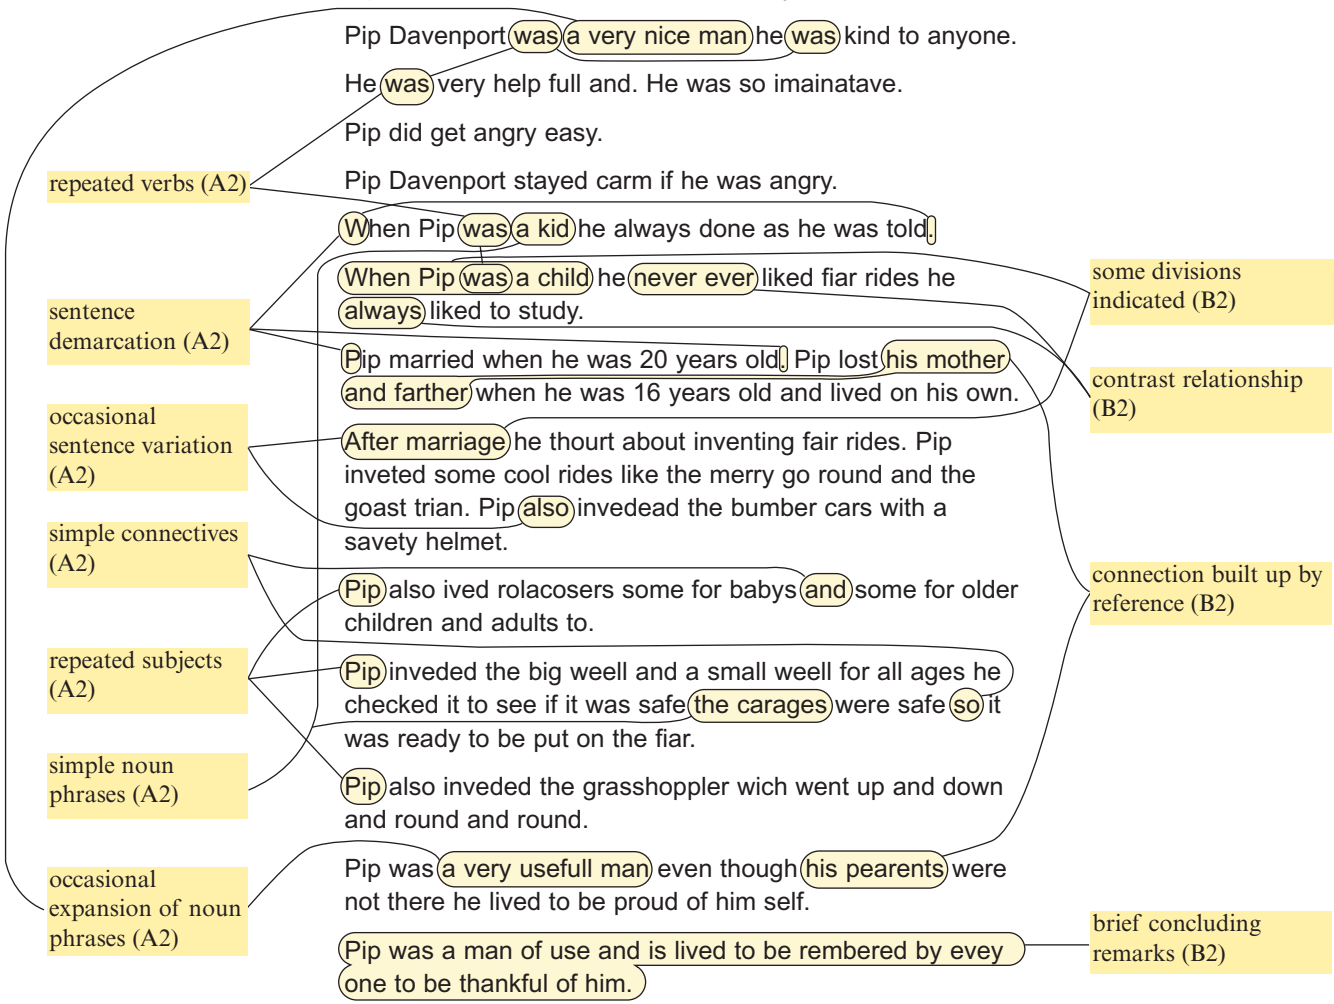 Pip Davenport was a very nice man he was kind to anyone.
He was very help full and. He was so imainatave.
Pip did get angry easy.
repeated verbs (A2)
Pip Davenport stayed carm if he was angry.
When Pip was a kid he always done as he was told.
When Pip was a child he never ever liked fiar rides he
always liked to study.
some divisions
indicated (B2)
sentence
demarcation (A2)
Pip married when he was 20 years old. Pip lost his mother
and farther when he was 16 years old and lived on his own.
contrast relationship
(B2)
occasional
sentence variation
(A2)
After marriage he thourt about inventing fair rides. Pip
inveted some cool rides like the merry go round and the
goast trian. Pip also invedead the bumber cars with a
savety helmet.
simple connectives
(A2)
Pip also ived rolacosers some for babys and some for older
children and adults to.
connection built up by
reference (B2)
repeated subjects
(A2)
Pip inveded the big weell and a small weell for all ages he
checked it to see if it was safe the carages were safe so it
was ready to be put on the fiar.
simple noun
phrases (A2)
Pip also inveded the grasshoppler wich went up and down
and round and round.
occasional
expansion of noun
phrases (A2)
Pip was a very usefull man even though his pearents were
not there he lived to be proud of him self.
Pip was a man of use and is lived to be rembered by evey
one to be thankful of him.
brief concluding
remarks (B2)